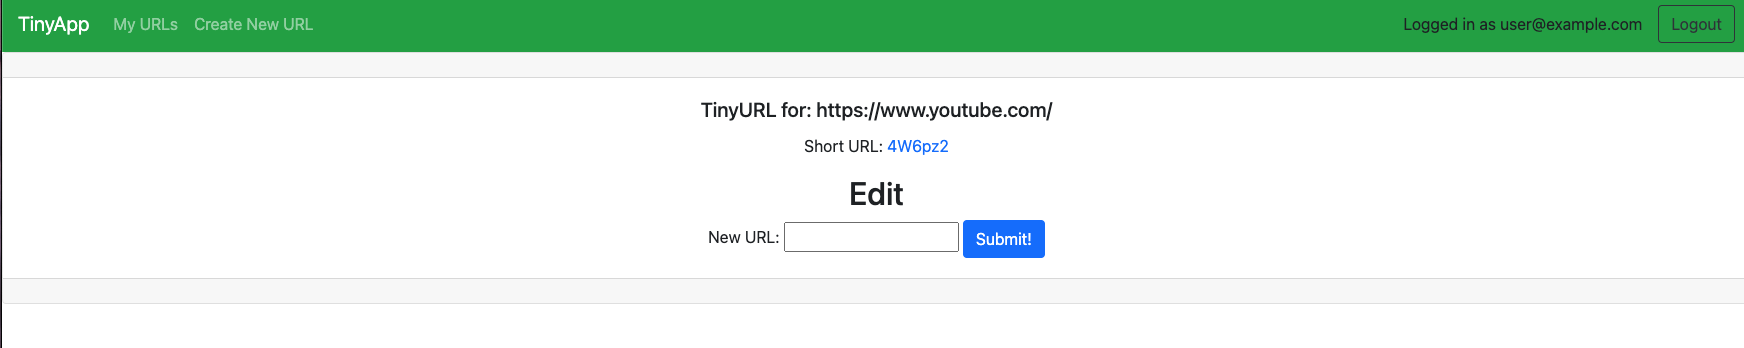 TinyApp My URLs Create New URL Logged in as user@example.com Logout
TinyURL for: https://www.youtube.com/
Short URL: 4W6pz2
Edit
New URL: Submit!